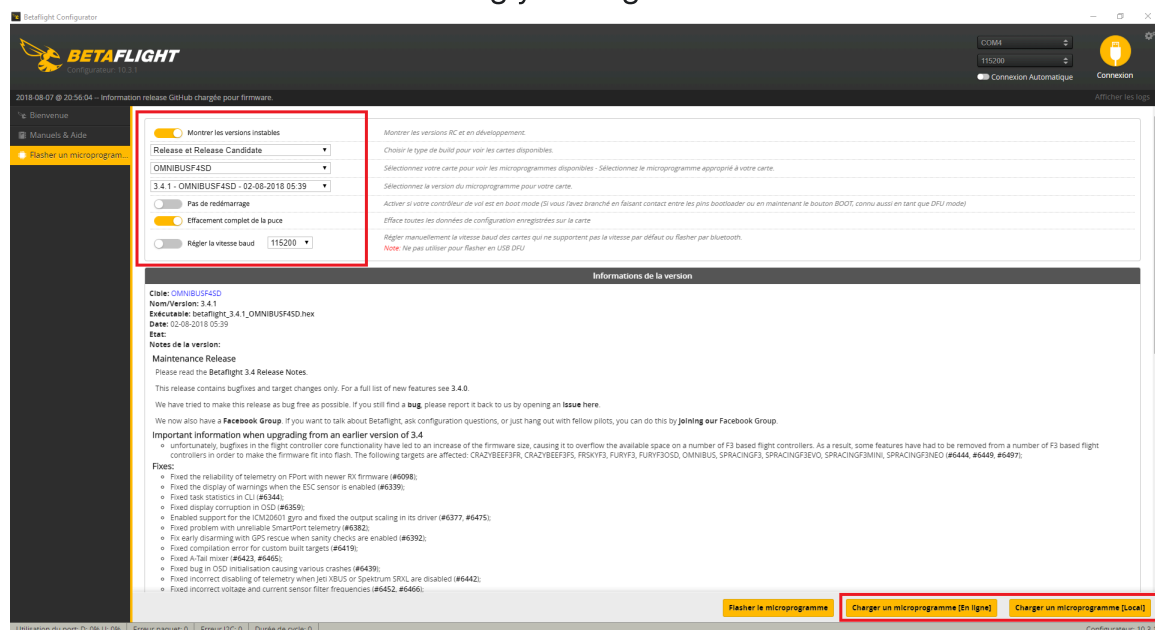 Betaflight Configurator
BETAFLIGHT
Configurateur: 10.3.1
COM4
115200
Connexion Automatique
Connexion
2018-08-07 @ 20:56:04 -- Information release GitHub chargée pour firmware.
Afficher les logs
Bienvenue
Manuels & Aide
Flasher un microprogram...
Montrer les versions instables
Montrer les versions RC et en développement.
Release et Release Candidate
Choisir le type de build pour voir les cartes disponibles.
OMNIBUSF4SD
Sélectionnez votre carte pour voir les microprogrammes disponibles - Sélectionnez le microprogramme approprié à votre carte.
3.4.1 - OMNIBUSF4SD - 02-08-2018 05:39
Sélectionnez la version du microprogramme pour votre carte.
Pas de redémarrage
Activer si votre contrôleur de vol est en boot mode (Si vous l'avez branché en faisant contact entre les pins bootloader ou en maintenant le bouton BOOT, connu aussi en tant que DFU mode)
Effacement complet de la puce
Efface toutes les données de configuration enregistrées sur la carte
Régler la vitesse baud
115200
Régler manuellement la vitesse baud des cartes qui ne supportent pas la vitesse par défaut ou flasher par bluetooth.
Note: Ne pas utiliser pour flasher en USB DFU
Informations de la version
Cible: OMNIBUSF4SD
Nom/Version: 3.4.1
Exécutable: betaflight_3.4.1_OMNIBUSF4SD.hex
Date: 02-08-2018 05:39
Etat:
Notes de la version:
Maintenance Release
Please read the Betaflight 3.4 Release Notes.
This release contains bugfixes and target changes only. For a full list of new features see 3.4.0.
We have tried to make this release as bug free as possible. If you still find a bug, please report it back to us by opening an Issue here.
We now also have a Facebook Group. If you want to talk about Betaflight, ask configuration questions, or just hang out with fellow pilots, you can do this by joining our Facebook Group.
Important information when upgrading from an earlier version of 3.4
unfortunately, bugfixes in the flight controller core functionality have led to an increase of the firmware size, causing it to overflow the available space on a number of F3 based flight controllers. As a result, some features have had to be removed from a number of F3 based flight
controllers in order to make the firmware fit into flash. The following targets are affected: CRAZYBEEF3FR, CRAZYBEEF3FS, FRSKYF3, FURYF3, FURYF3OSD, OMNIBUS, SPRACINGF3, SPRACINGF3EVO, SPRACINGF3MINI, SPRACINGF3NEO (#6444, #6449, #6497);
Fixes:
Fixed the reliability of telemetry on FPort with newer RX firmware (#6098);
Fixed the display of warnings when the ESC sensor is enabled (#6339);
Fixed task statistics in CLI (#6344);
Fixed display corruption in OSD (#6359);
Enabled support for the ICM20601 gyro and fixed the output scaling in its driver (#6377, #6475);
Fixed problem with unreliable SmartPort telemetry (#6382);
Fix early disarming with GPS rescue when sanity checks are enabled (#6392);
Fixed compilation error for custom built targets (#6419);
Fixed A-Tail mixer (#6423, #6465);
Fixed bug in OSD initialisation causing various crashes (#6439);
Fixed incorrect disabling of telemetry when Jeti XBUS or Spektrum SRXL are disabled (#6442);
Fixed incorrect voltage and current sensor filter frequencies (#6452, #6466);
Flasher le microprogramme
Charger un microprogramme [En ligne]
Charger un microprogramme [Local]